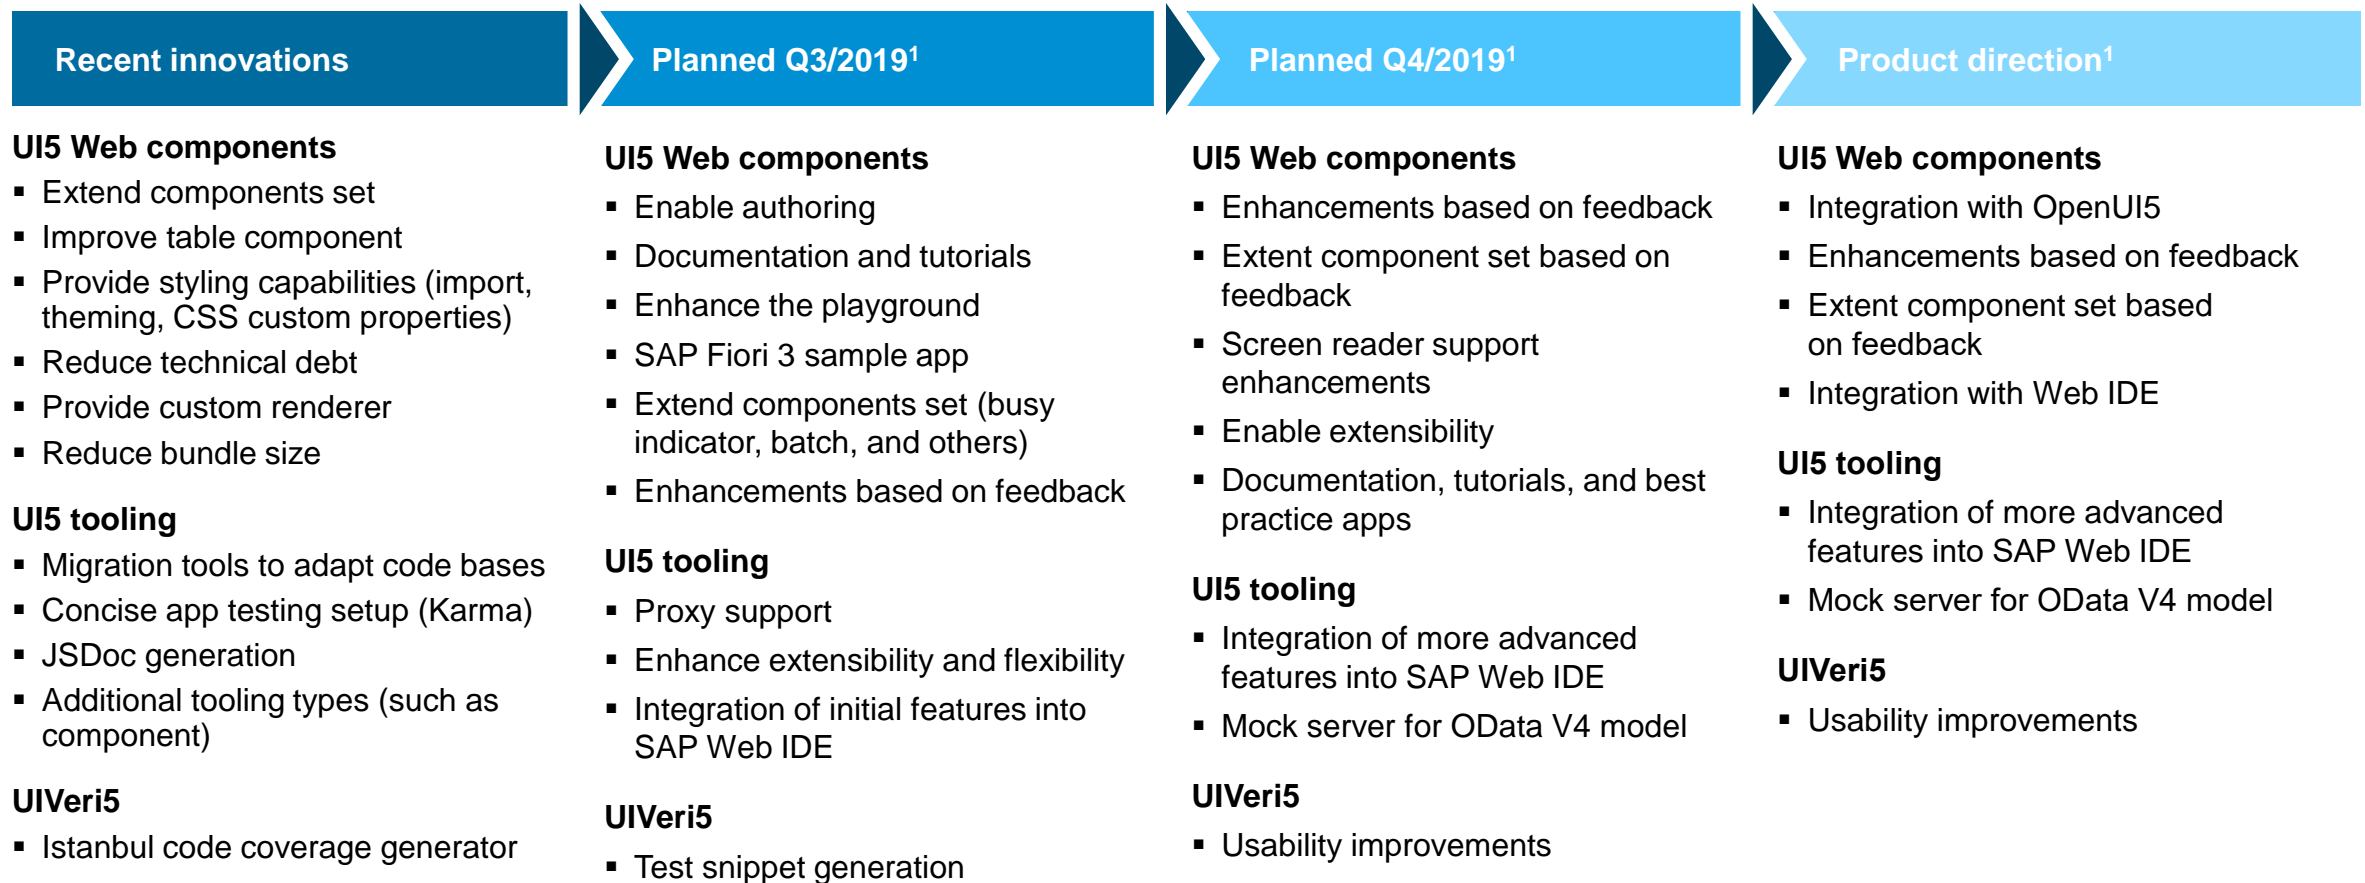 Recent innovations
Planned Q3/2019¹
Planned Q4/2019¹
Product direction¹
UI5 Web components
▪ Extend components set
▪ Improve table component
▪ Provide styling capabilities (import,
theming, CSS custom properties)
▪ Reduce technical debt
▪ Provide custom renderer
▪ Reduce bundle size
UI5 tooling
▪ Migration tools to adapt code bases
▪ Concise app testing setup (Karma)
▪ JSDoc generation
▪ Additional tooling types (such as
component)
UIVeri5
▪ Istanbul code coverage generator
UI5 Web components
▪ Enable authoring
▪ Documentation and tutorials
▪ Enhance the playground
▪ SAP Fiori 3 sample app
▪ Extend components set (busy
indicator, batch, and others)
▪ Enhancements based on feedback
UI5 tooling
▪ Proxy support
▪ Enhance extensibility and flexibility
▪ Integration of initial features into
SAP Web IDE
UIVeri5
▪ Test snippet generation
UI5 Web components
▪ Enhancements based on feedback
▪ Extent component set based on
feedback
▪ Screen reader support
enhancements
▪ Enable extensibility
▪ Documentation, tutorials, and best
practice apps
UI5 tooling
▪ Integration of more advanced
features into SAP Web IDE
▪ Mock server for OData V4 model
UIVeri5
▪ Usability improvements
UI5 Web components
▪ Integration with OpenUI5
▪ Enhancements based on feedback
▪ Extent component set based
on feedback
▪ Integration with Web IDE
UI5 tooling
▪ Integration of more advanced
features into SAP Web IDE
▪ Mock server for OData V4 model
UIVeri5
▪ Usability improvements